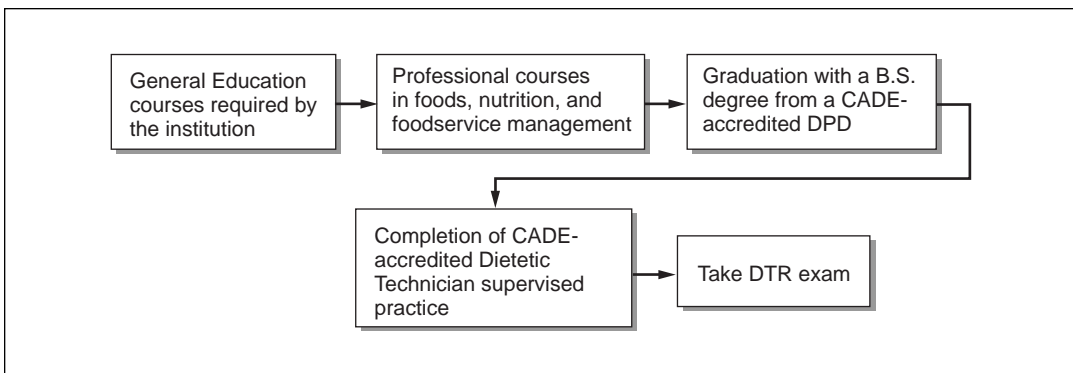 General Education
courses required by
the institution
Professional courses
in foods, nutrition, and
foodservice management
Graduation with a B.S.
degree from a CADE-
accredited DPD
Completion of CADE-
accredited Dietetic
Technician supervised
practice
Take DTR exam